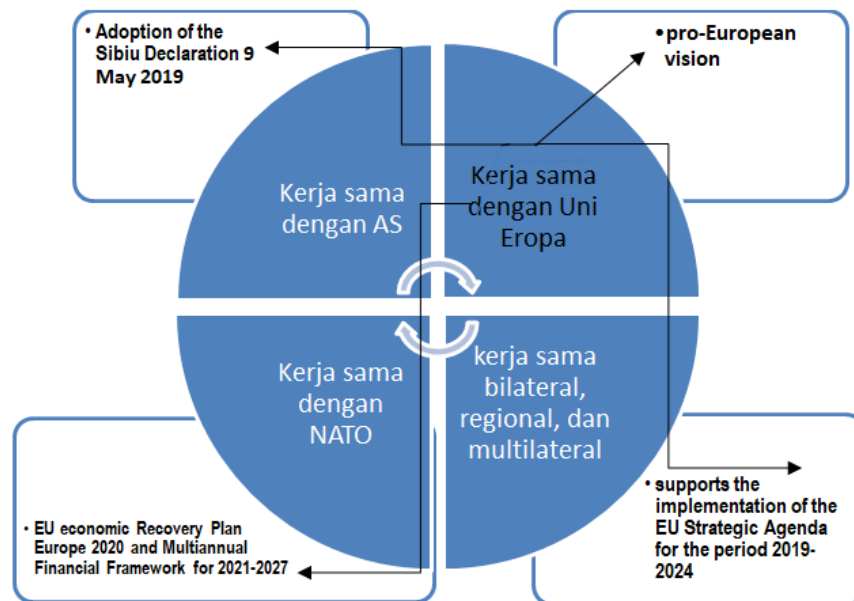 • Adoption of the
Sibiu Declaration 9
May 2019
•pro-European
vision
Kerja sama
dengan AS
Kerja sama
dengan Uni
Eropa
Kerja sama
dengan
NATO
kerja sama
bilateral,
regional, dan
multilateral
• EU economic Recovery Plan
Europe 2020 and Multiannual
Financial Framework for 2021-2027
• supports the
implementation of the
EU Strategic Agenda
for the period 2019-
2024